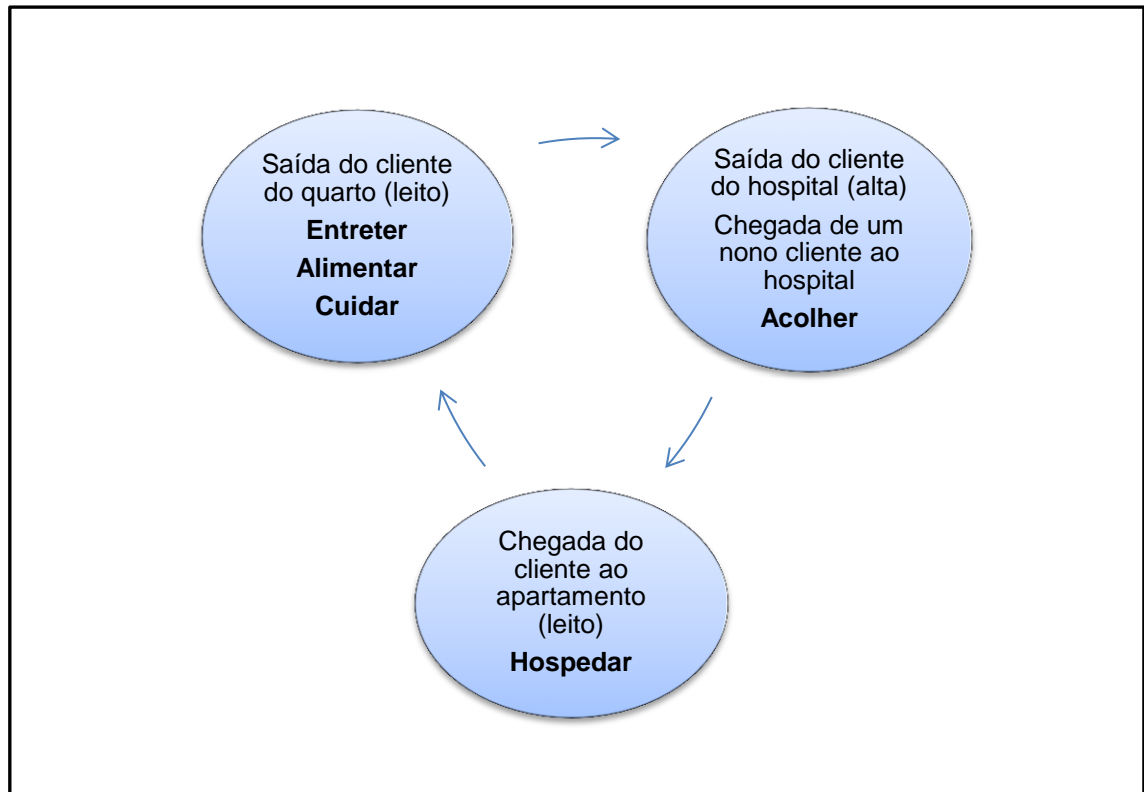 Saída do cliente
do quarto (leito)
Entreter
Alimentar
Cuidar
Saída do cliente
do hospital (alta)
Chegada de um
nono cliente ao
hospital
Acolher
Chegada do
cliente ao
apartamento
(leito)
Hospedar